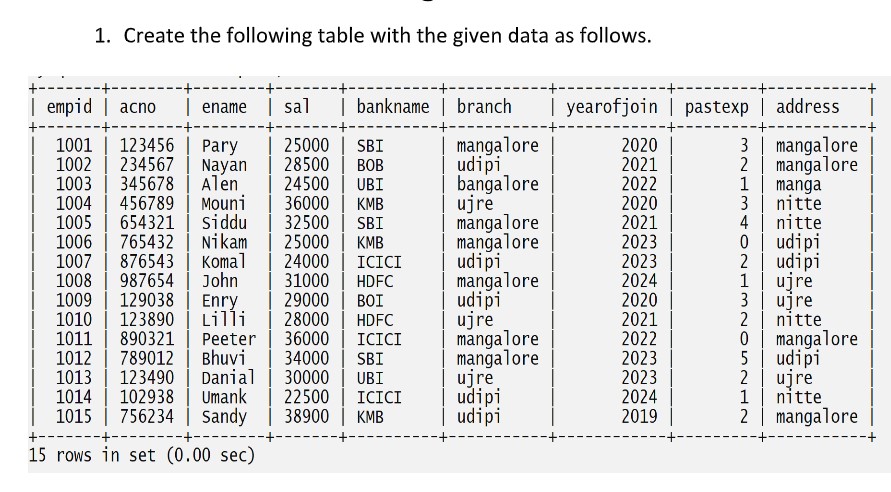 1. Create the following table with the given data as follows.
| empid | acno | ename | sal | bankname | branch | yearofjoin | pastexp | address |
| 1001 | 123456 | Pary | 25000 | SBI | mangalore | 2020 | 3 | mangalore |
| 1002 | 234567 | Nayan | 28500 | BOB | udipi | 2021 | 2 | mangalore |
| 1003 | 345678 | Alen | 24500 | UBI | bangalore | 2022 | 1 | manga |
| 1004 | 456789 | Mouni | 36000 | KMB | ujre | 2020 | 3 | nitte |
| 1005 | 654321 | Siddu | 32500 | SBI | mangalore | 2021 | 4 | nitte |
| 1006 | 765432 | Nikam | 25000 | KMB | mangalore | 2023 | 0 | udipi |
| 1007 | 876543 | Komal | 24000 | ICICI | udipi | 2023 | 2 | udipi |
| 1008 | 987654 | John | 31000 | HDFC | mangalore | 2024 | 1 | ujre |
| 1009 | 129038 | Enry | 29000 | BOI | udipi | 2020 | 3 | ujre |
| 1010 | 123890 | Lilli | 28000 | HDFC | ujre | 2021 | 2 | nitte |
| 1011 | 890321 | Peeter | 36000 | ICICI | mangalore | 2022 | 0 | mangalore |
| 1012 | 789012 | Bhuvi | 34000 | SBI | mangalore | 2023 | 5 | udipi |
| 1013 | 123490 | Danial | 30000 | UBI | ujre | 2023 | 2 | ujre |
| 1014 | 102938 | Umank | 22500 | ICICI | udipi | 2024 | 1 | nitte |
| 1015 | 756234 | Sandy | 38900 | KMB | udipi | 2019 | 2 | mangalore |
15 rows in set (0.00 sec)